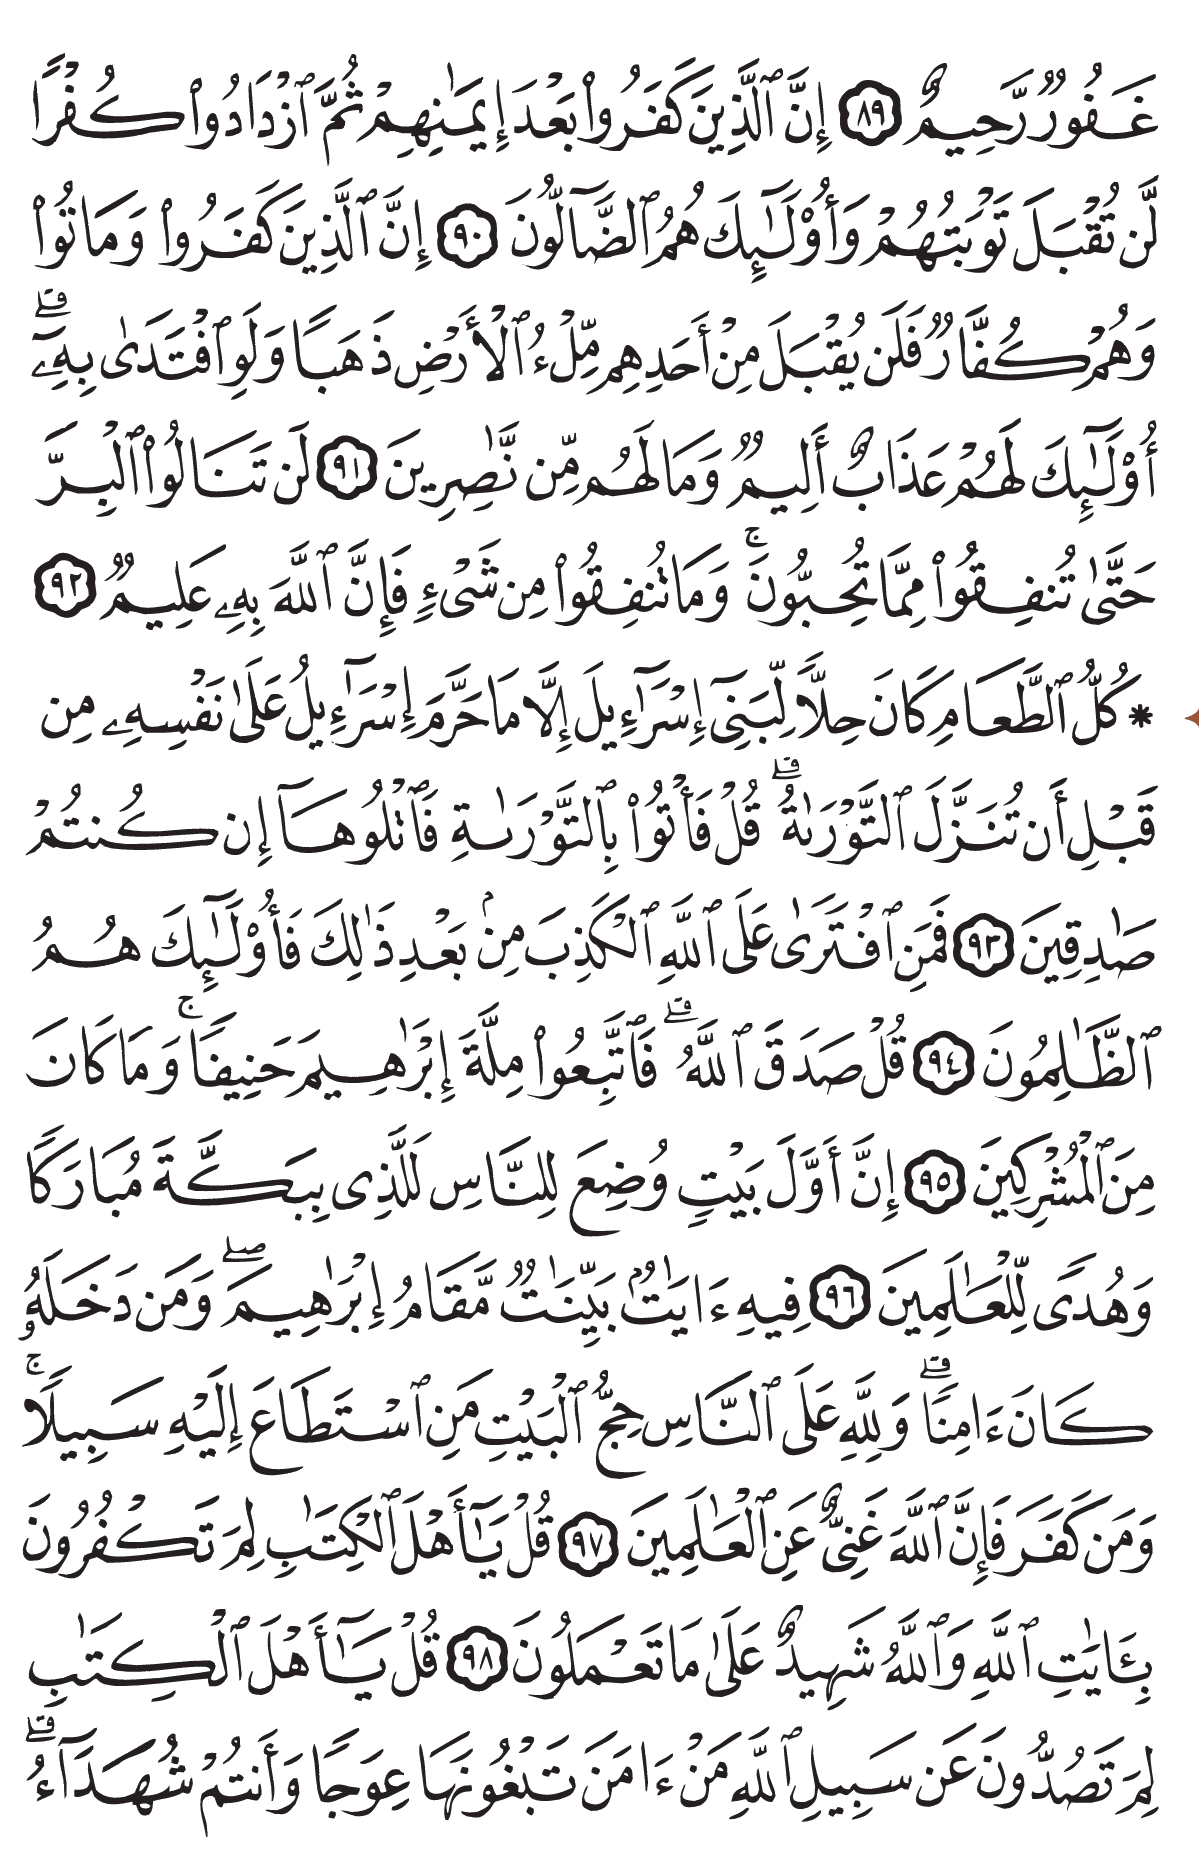 غَفُورٌ رَّحِيمٌ ٨٩ إِنَّ ٱلَّذِينَ كَفَرُوا۟ بَعْدَ إِيمَـٰنِهِمْ ثُمَّ ٱزْدَادُوا۟ كُفْرًا
لَّن تُقْبَلَ تَوْبَتُهُمْ وَأُو۟لَـٰٓئِكَ هُمُ ٱلضَّآلُّونَ ٩٠ إِنَّ ٱلَّذِينَ كَفَرُوا۟ وَمَاتُوا۟
وَهُمْ كُفَّارٌ فَلَن يُقْبَلَ مِنْ أَحَدِهِم مِّلْءُ ٱلْأَرْضِ ذَهَبًا وَلَوِ ٱفْتَدَىٰ بِهِۦٓ ۗ
أُو۟لَـٰٓئِكَ لَهُمْ عَذَابٌ أَلِيمٌ وَمَا لَهُم مِّن نَّـٰصِرِينَ ٩١ لَن تَنَالُوا۟ ٱلْبِرَّ
حَتَّىٰ تُنفِقُوا۟ مِمَّا تُحِبُّونَ ۚ وَمَا تُنفِقُوا۟ مِن شَىْءٍ فَإِنَّ ٱللَّهَ بِهِۦ عَلِيمٌ ٩٢
* كُلُّ ٱلطَّعَامِ كَانَ حِلًّا لِّبَنِىٓ إِسْرَٰٓءِيلَ إِلَّا مَا حَرَّمَ إِسْرَٰٓءِيلُ عَلَىٰ نَفْسِهِۦ مِن
قَبْلِ أَن تُنَزَّلَ ٱلتَّوْرَىٰةُ ۗ قُلْ فَأْتُوا۟ بِٱلتَّوْرَىٰةِ فَٱتْلُوهَآ إِن كُنتُمْ
صَـٰدِقِينَ ٩٣ فَمَنِ ٱفْتَرَىٰ عَلَى ٱللَّهِ ٱلْكَذِبَ مِنۢ بَعْدِ ذَٰلِكَ فَأُو۟لَـٰٓئِكَ هُمُ
ٱلظَّـٰلِمُونَ ٩٤ قُلْ صَدَقَ ٱللَّهُ ۗ فَٱتَّبِعُوا۟ مِلَّةَ إِبْرَٰهِيمَ حَنِيفًا ۚ وَمَا كَانَ
مِنَ ٱلْمُشْرِكِينَ ٩٥ إِنَّ أَوَّلَ بَيْتٍ وُضِعَ لِلنَّاسِ لَلَّذِى بِبَكَّةَ مُبَارَكًا
وَهُدًى لِّلْعَـٰلَمِينَ ٩٦ فِيهِ ءَايَـٰتٌۢ بَيِّنَـٰتٌ مَّقَامُ إِبْرَٰهِيمَ ۖ وَمَن دَخَلَهُۥ
كَانَ ءَامِنًا ۗ وَلِلَّهِ عَلَى ٱلنَّاسِ حِجُّ ٱلْبَيْتِ مَنِ ٱسْتَطَاعَ إِلَيْهِ سَبِيلًا ۚ
وَمَن كَفَرَ فَإِنَّ ٱللَّهَ غَنِىٌّ عَنِ ٱلْعَـٰلَمِينَ ٩٧ قُلْ يَـٰٓأَهْلَ ٱلْكِتَـٰبِ لِمَ تَكْفُرُونَ
بِـَٔايَـٰتِ ٱللَّهِ وَٱللَّهُ شَهِيدٌ عَلَىٰ مَا تَعْمَلُونَ ٩٨ قُلْ يَـٰٓأَهْلَ ٱلْكِتَـٰبِ
لِمَ تَصُدُّونَ عَن سَبِيلِ ٱللَّهِ مَنْ ءَامَنَ تَبْغُونَهَا عِوَجًا وَأَنتُمْ شُهَدَآءُ ۗ